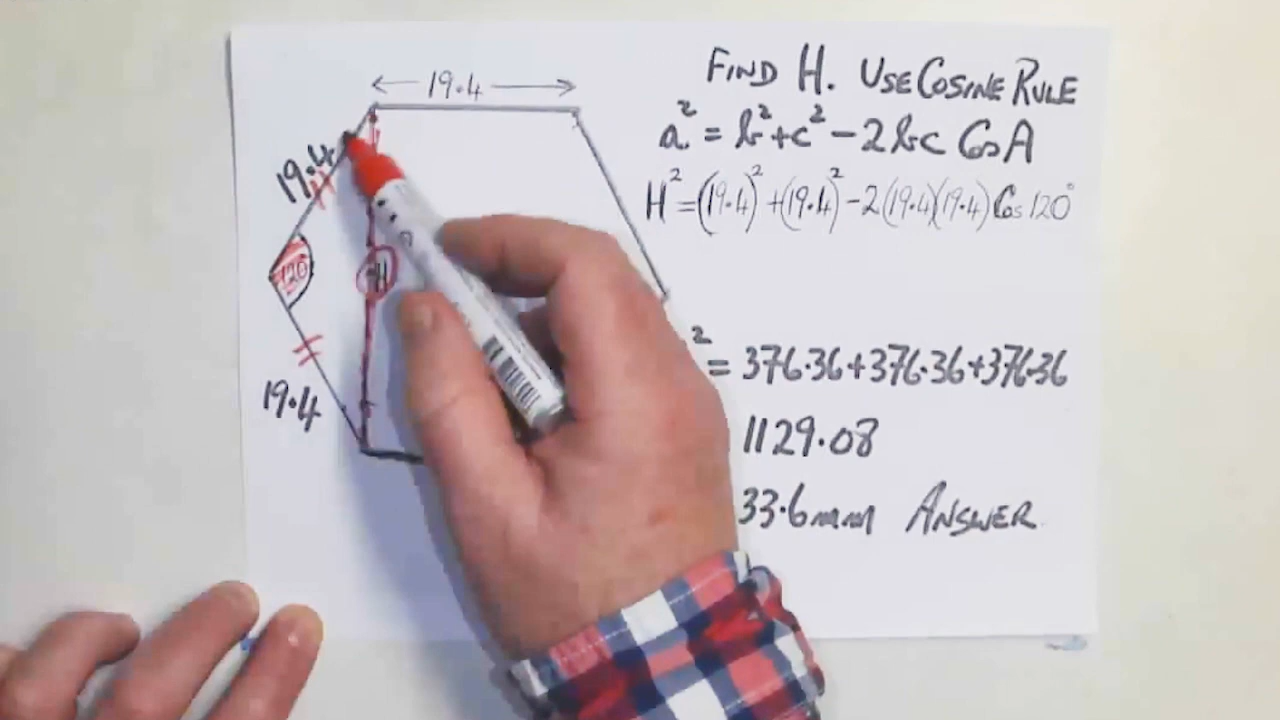 19.4
19.4
120
H
19.4
FIND H. USE COSINE RULE
a² = b² + c² - 2bc Cos A
H² = (19.4)² + (19.4)² - 2(19.4)(19.4) Cos 120°
² = 376.36 + 376.36 + 376.36
1129.08
33.6mm ANSWER